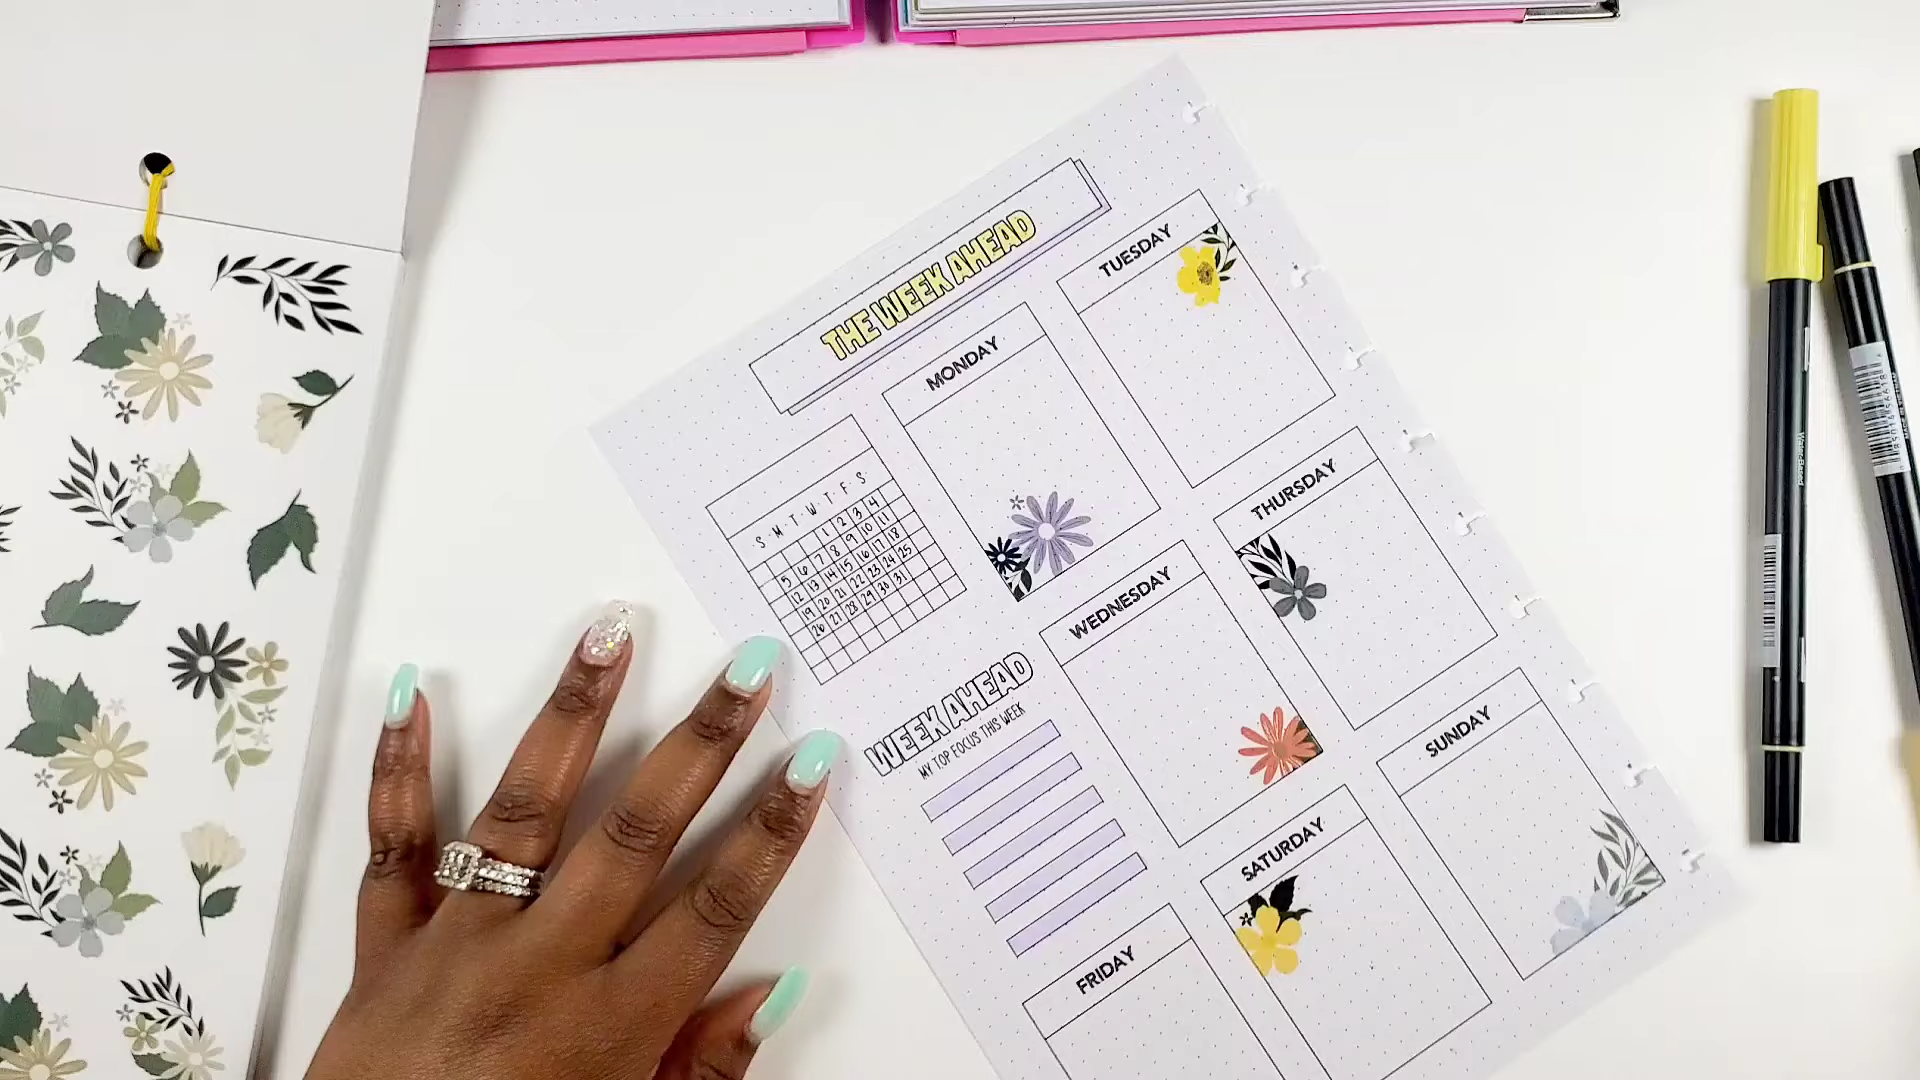 THE WEEK AHEAD
MONDAY
TUESDAY
S M T W T F S
1 2 3 4
5 6 7 8 9 10 11
12 13 14 15 16 17 18
19 20 21 22 23 24 25
26 27 28 29 30 31
WEDNESDAY
THURSDAY
WEEK AHEAD
MY TOP FOCUS THIS WEEK
FRIDAY
SATURDAY
SUNDAY